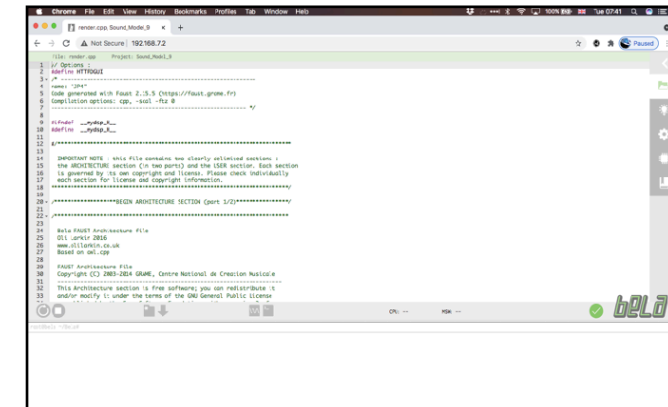 Chrome File Edit View History Bookmarks Profiles Tab Window Help 100% Tue 07:41
render.cpp, Sound_Model_9
Not Secure 192.168.7.2 Paused
File: render.cpp Project: Sound_Model_9
1 // Options :
2 #define HTTPDGUI
3 /* ------------------------------------------------------------
4 name: "JP4"
5 Code generated with Faust 2.15.5 (https://faust.grame.fr)
6 Compilation options: cpp, -scal -ftz 0
7 ------------------------------------------------------------ */
8
9 #ifndef __mydsp_H__
10 #define __mydsp_H__
11
12
13
14 IMPORTANT NOTE : this file contains two clearly delimited sections :
15 the ARCHITECTURE section (in two parts) and the USER section. Each section
16 is governed by its own copyright and license. Please check individually
17 each section for license and copyright information.
18
19
20 BEGIN ARCHITECTURE SECTION (part 1/2)
21
22
23
24 Bela FAUST Architecture File
25 Oli Larkin 2016
26 www.olilarkin.co.uk
27 Based on owl.cpp
28
29 FAUST Architecture File
30 Copyright (C) 2003-2014 GRAME, Centre National de Creation Musicale
31 ---------------------------------------------------------------------
32 This Architecture section is free software; you can redistribute it
33 and/or modify it under the terms of the GNU General Public License
CPU: -- MSW: -- bela